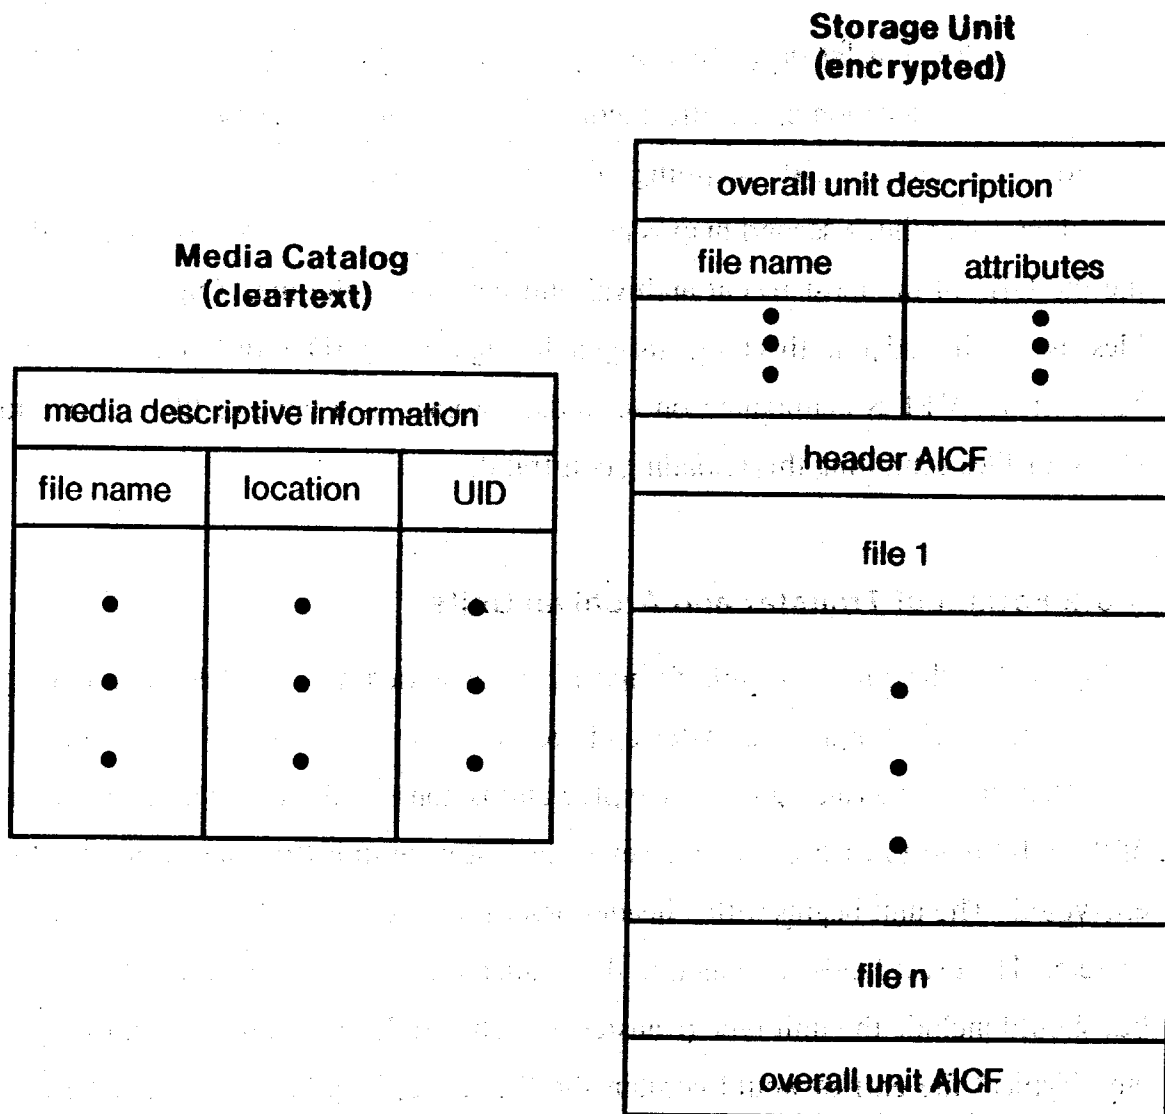 Storage Unit
(encrypted)
overall unit description
file name attributes
header AICF
file 1
file n
overall unit AICF
Media Catalog
(cleartext)
media descriptive information
file name location UID